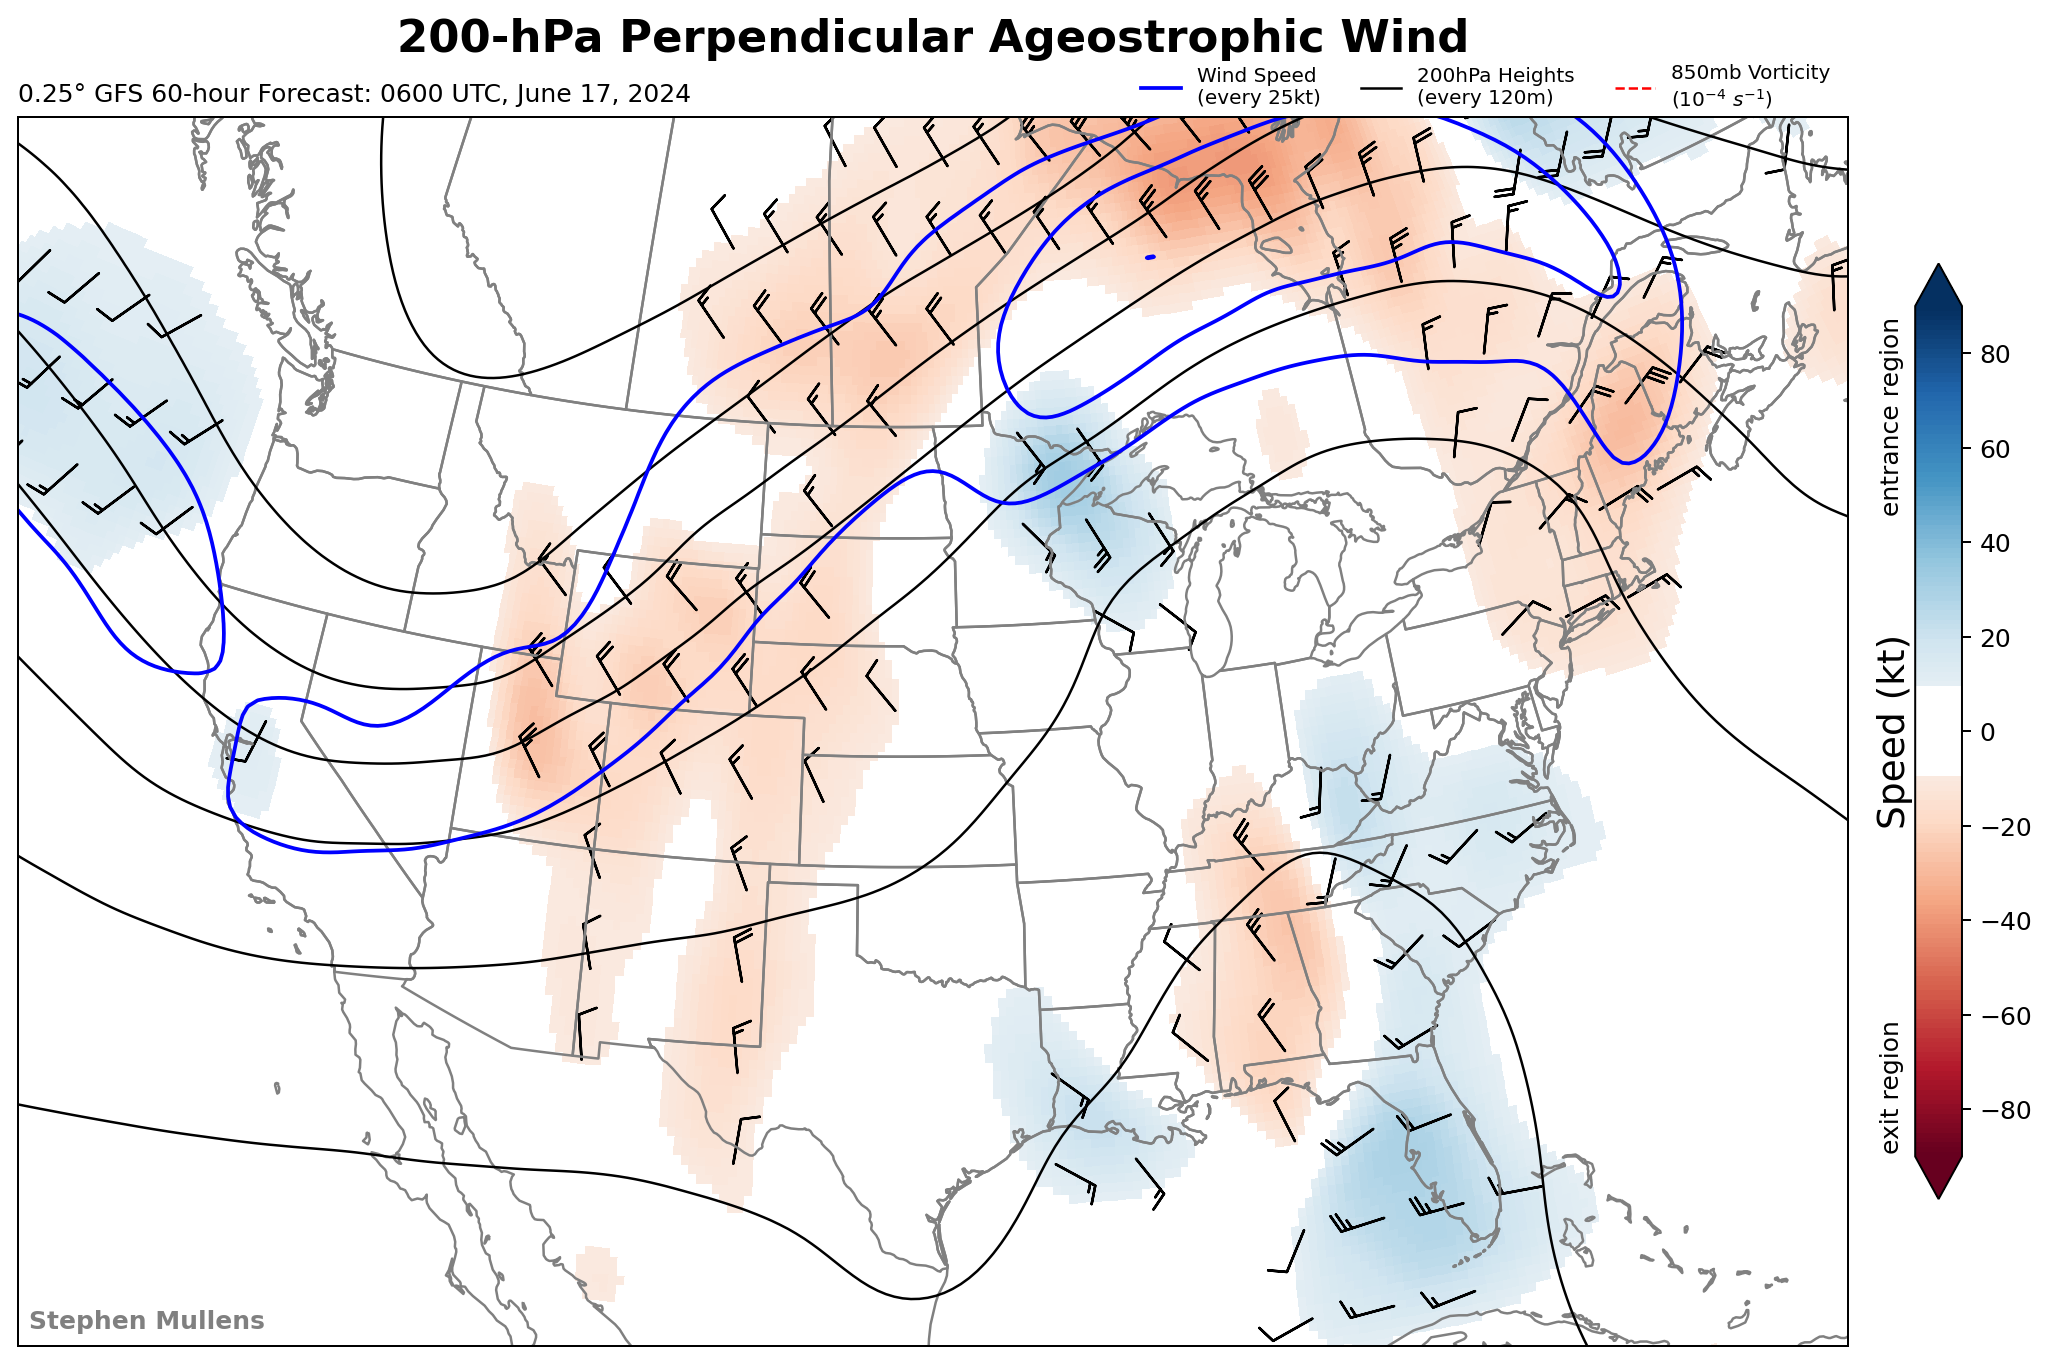 200-hPa Perpendicular Ageostrophic Wind
0.25° GFS 60-hour Forecast: 0600 UTC, June 17, 2024
Wind Speed
(every 25kt)
200hPa Heights
(every 120m)
850mb Vorticity
(10⁻⁴ s⁻¹)
80
60
40
20
0
−20
−40
−60
−80
entrance region
Speed (kt)
exit region
Stephen Mullens